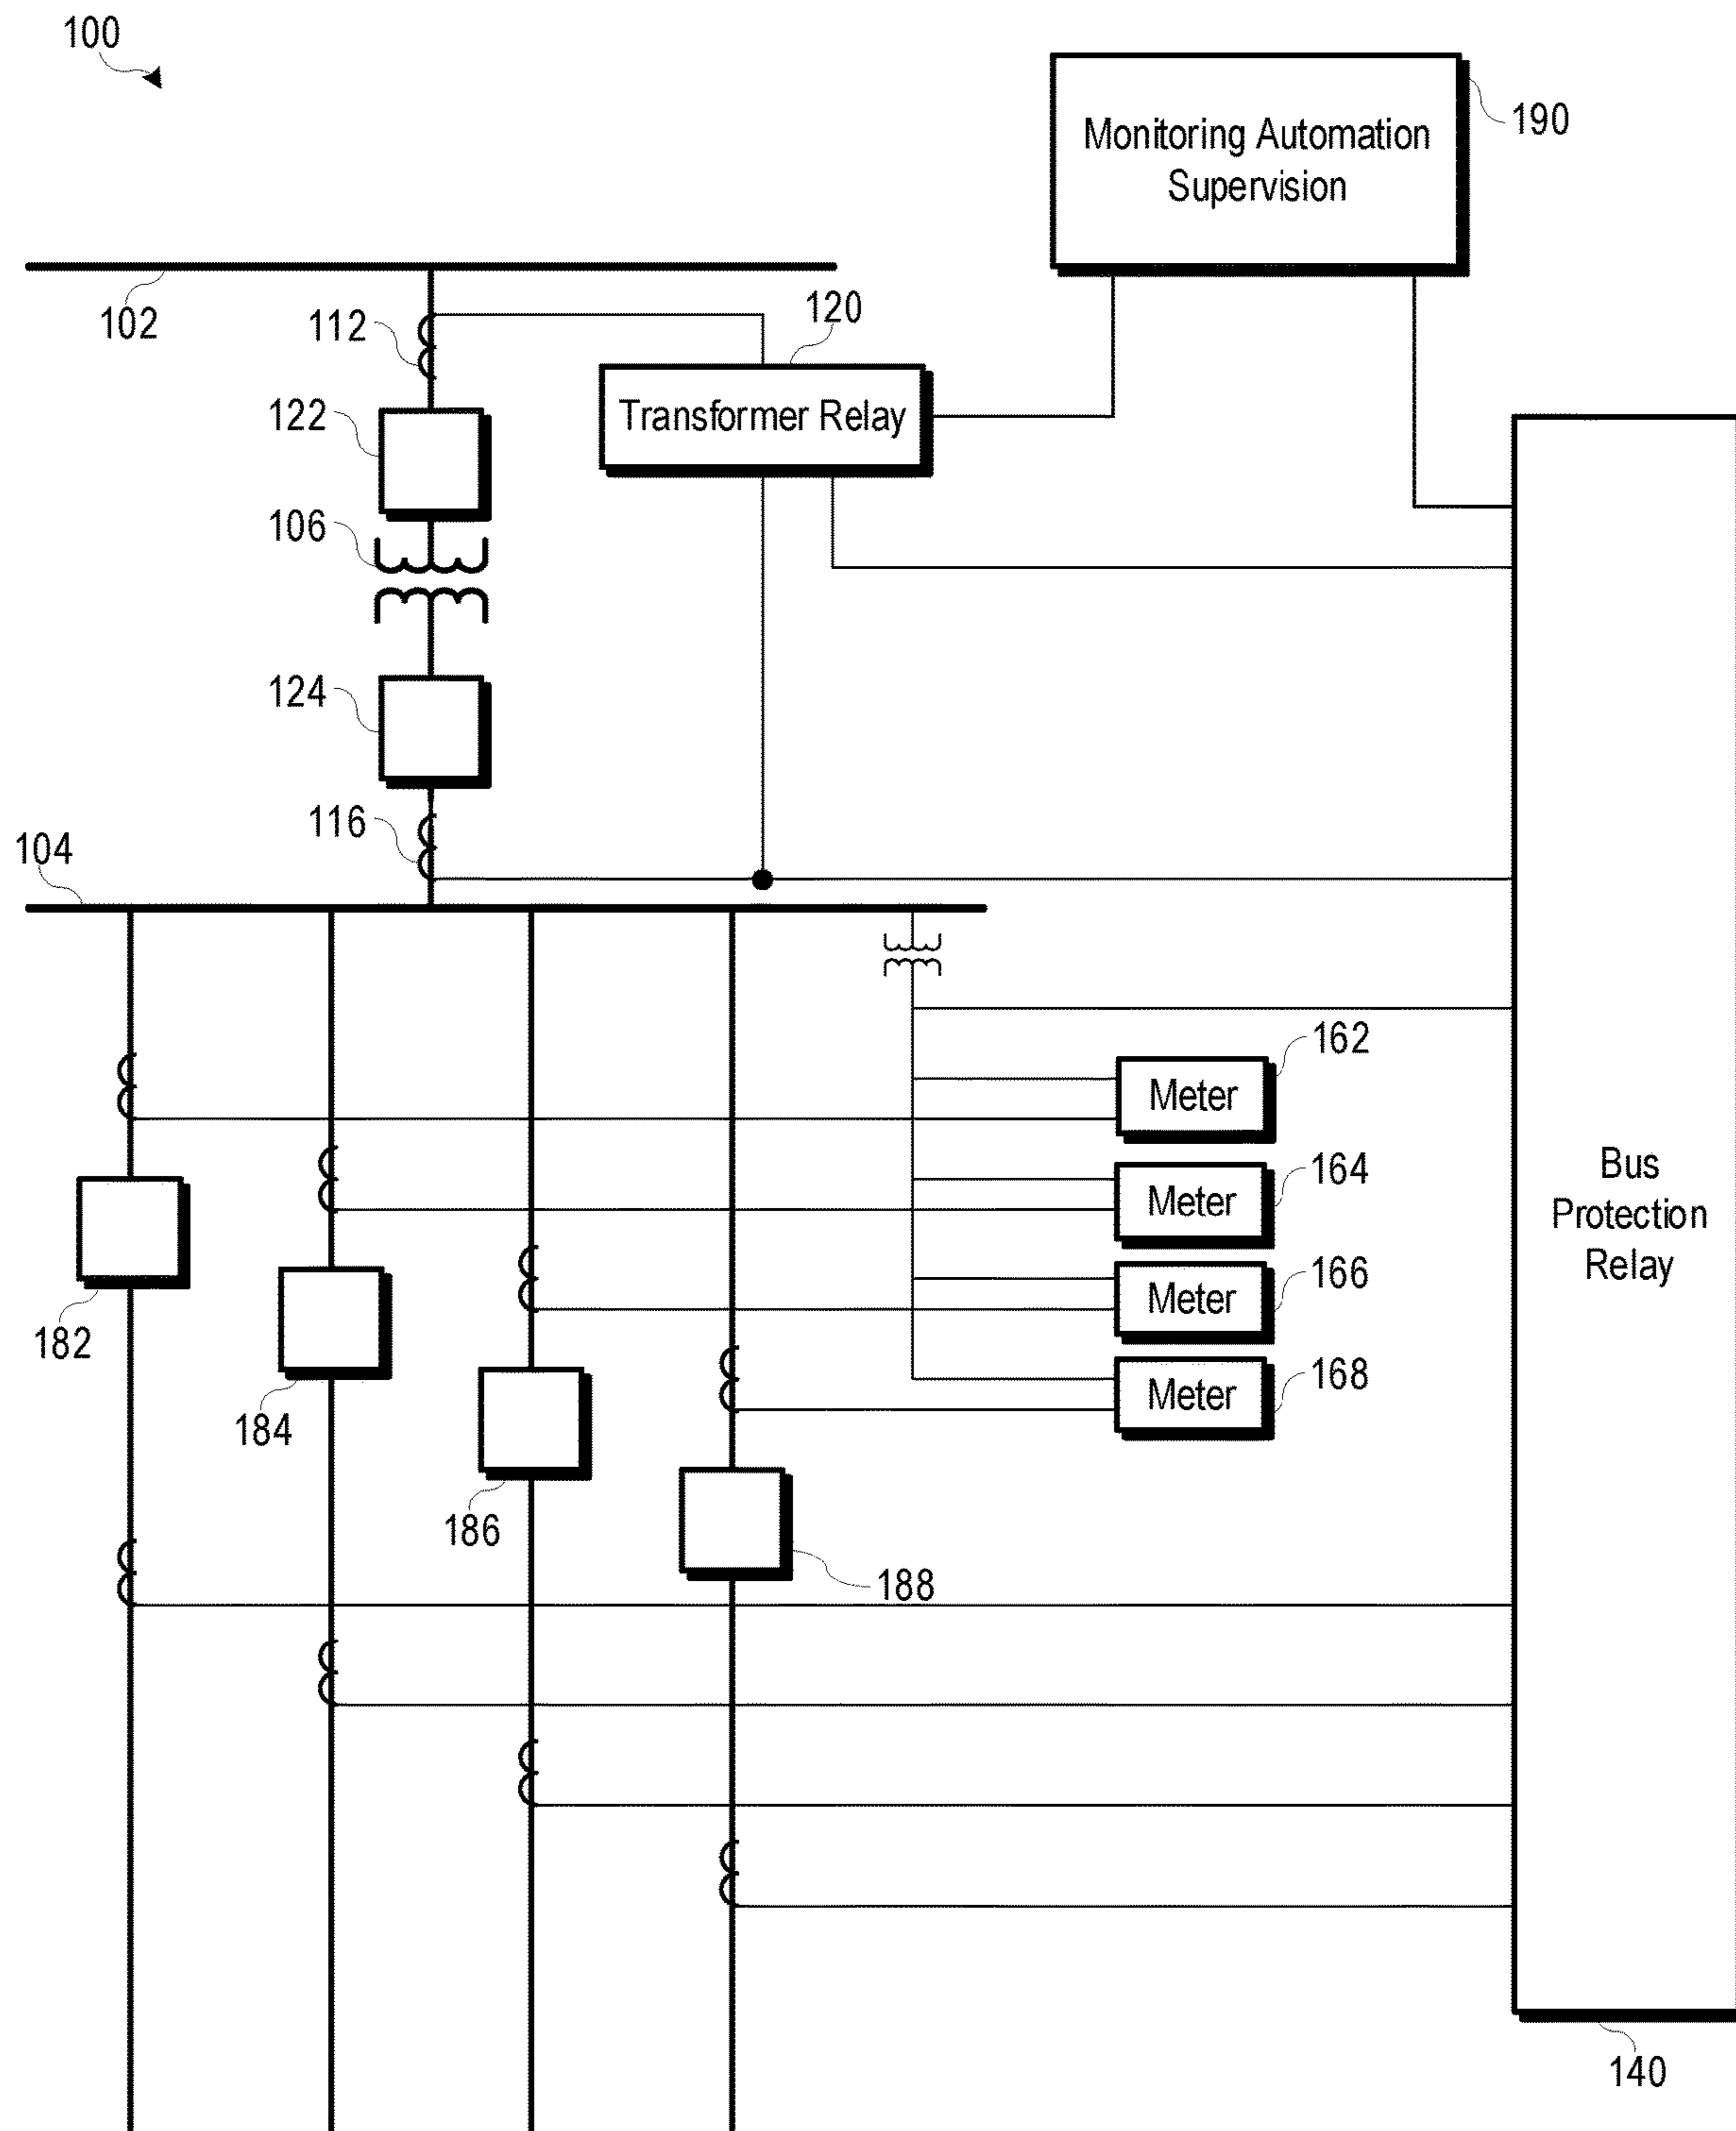 100
Monitoring Automation
Supervision
190
102
112
120
122
Transformer Relay
106
124
116
104
162
Meter
164
Meter
Bus
Protection
Relay
166
Meter
182
168
Meter
184
186
188
140